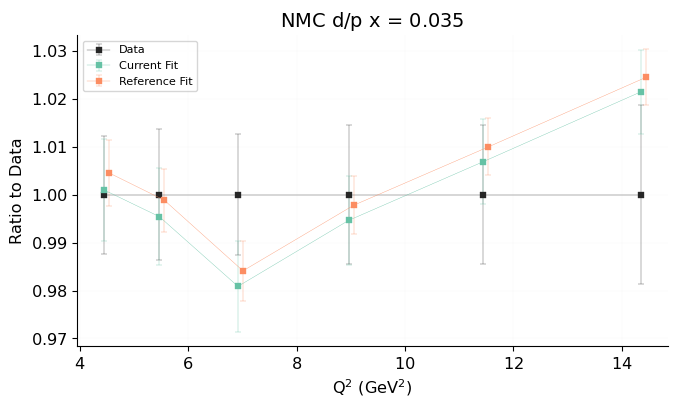 NMC d/p x = 0.035
Data
Current Fit
Reference Fit
Ratio to Data
1.03
1.02
1.01
1.00
0.99
0.98
0.97
4 6 8 10 12 14
Q² (GeV²)